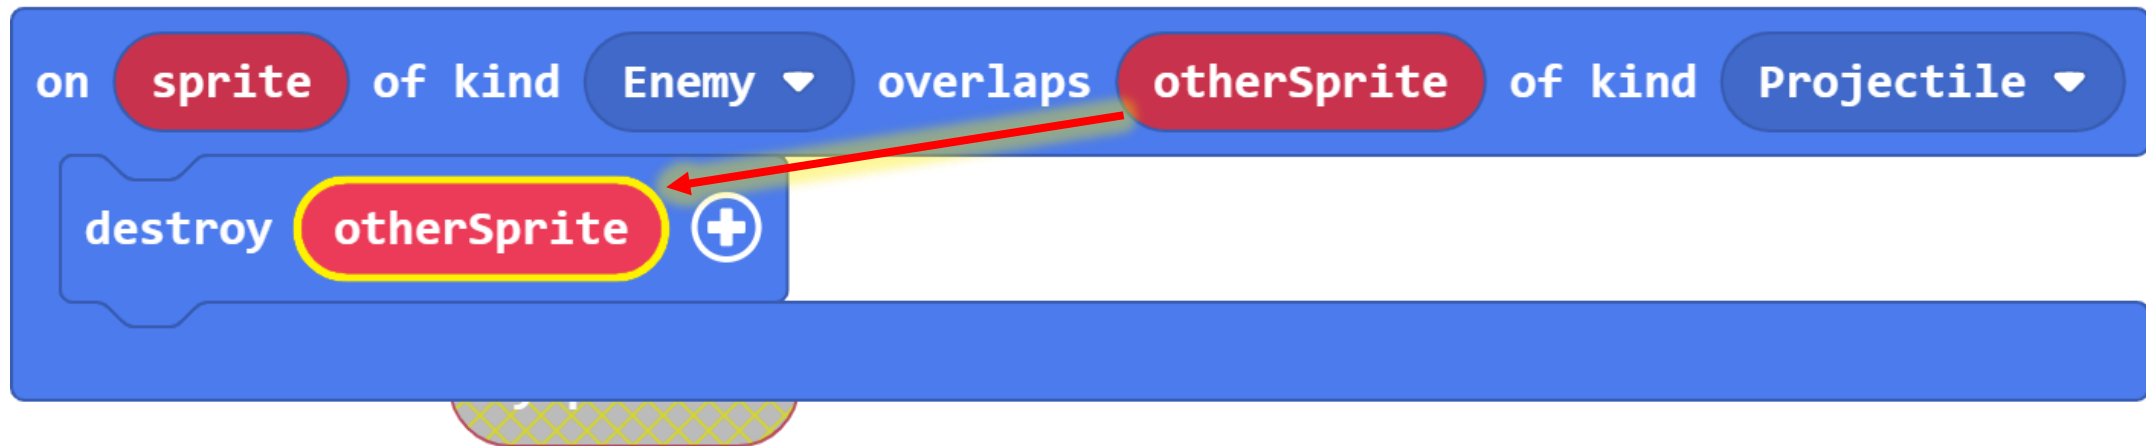 on sprite of kind Enemy overlaps otherSprite of kind Projectile
destroy otherSprite